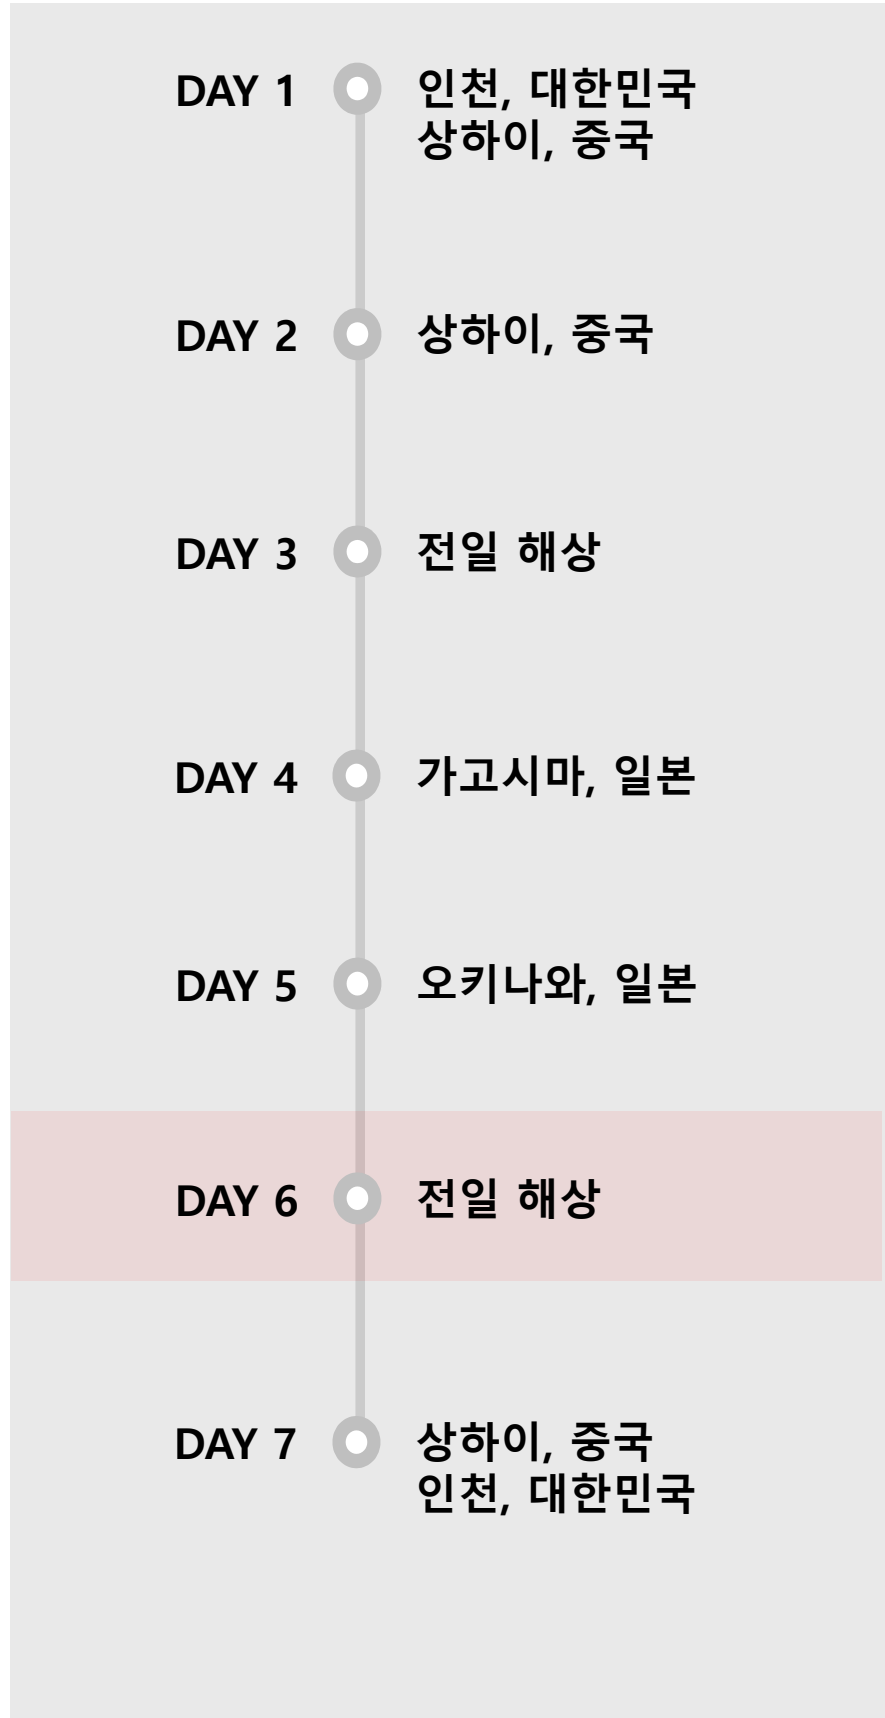 DAY 1 인천, 대한민국
상하이, 중국
DAY 2 상하이, 중국
DAY 3 전일 해상
DAY 4 가고시마, 일본
DAY 5 오키나와, 일본
DAY 6 전일 해상
DAY 7 상하이, 중국
인천, 대한민국